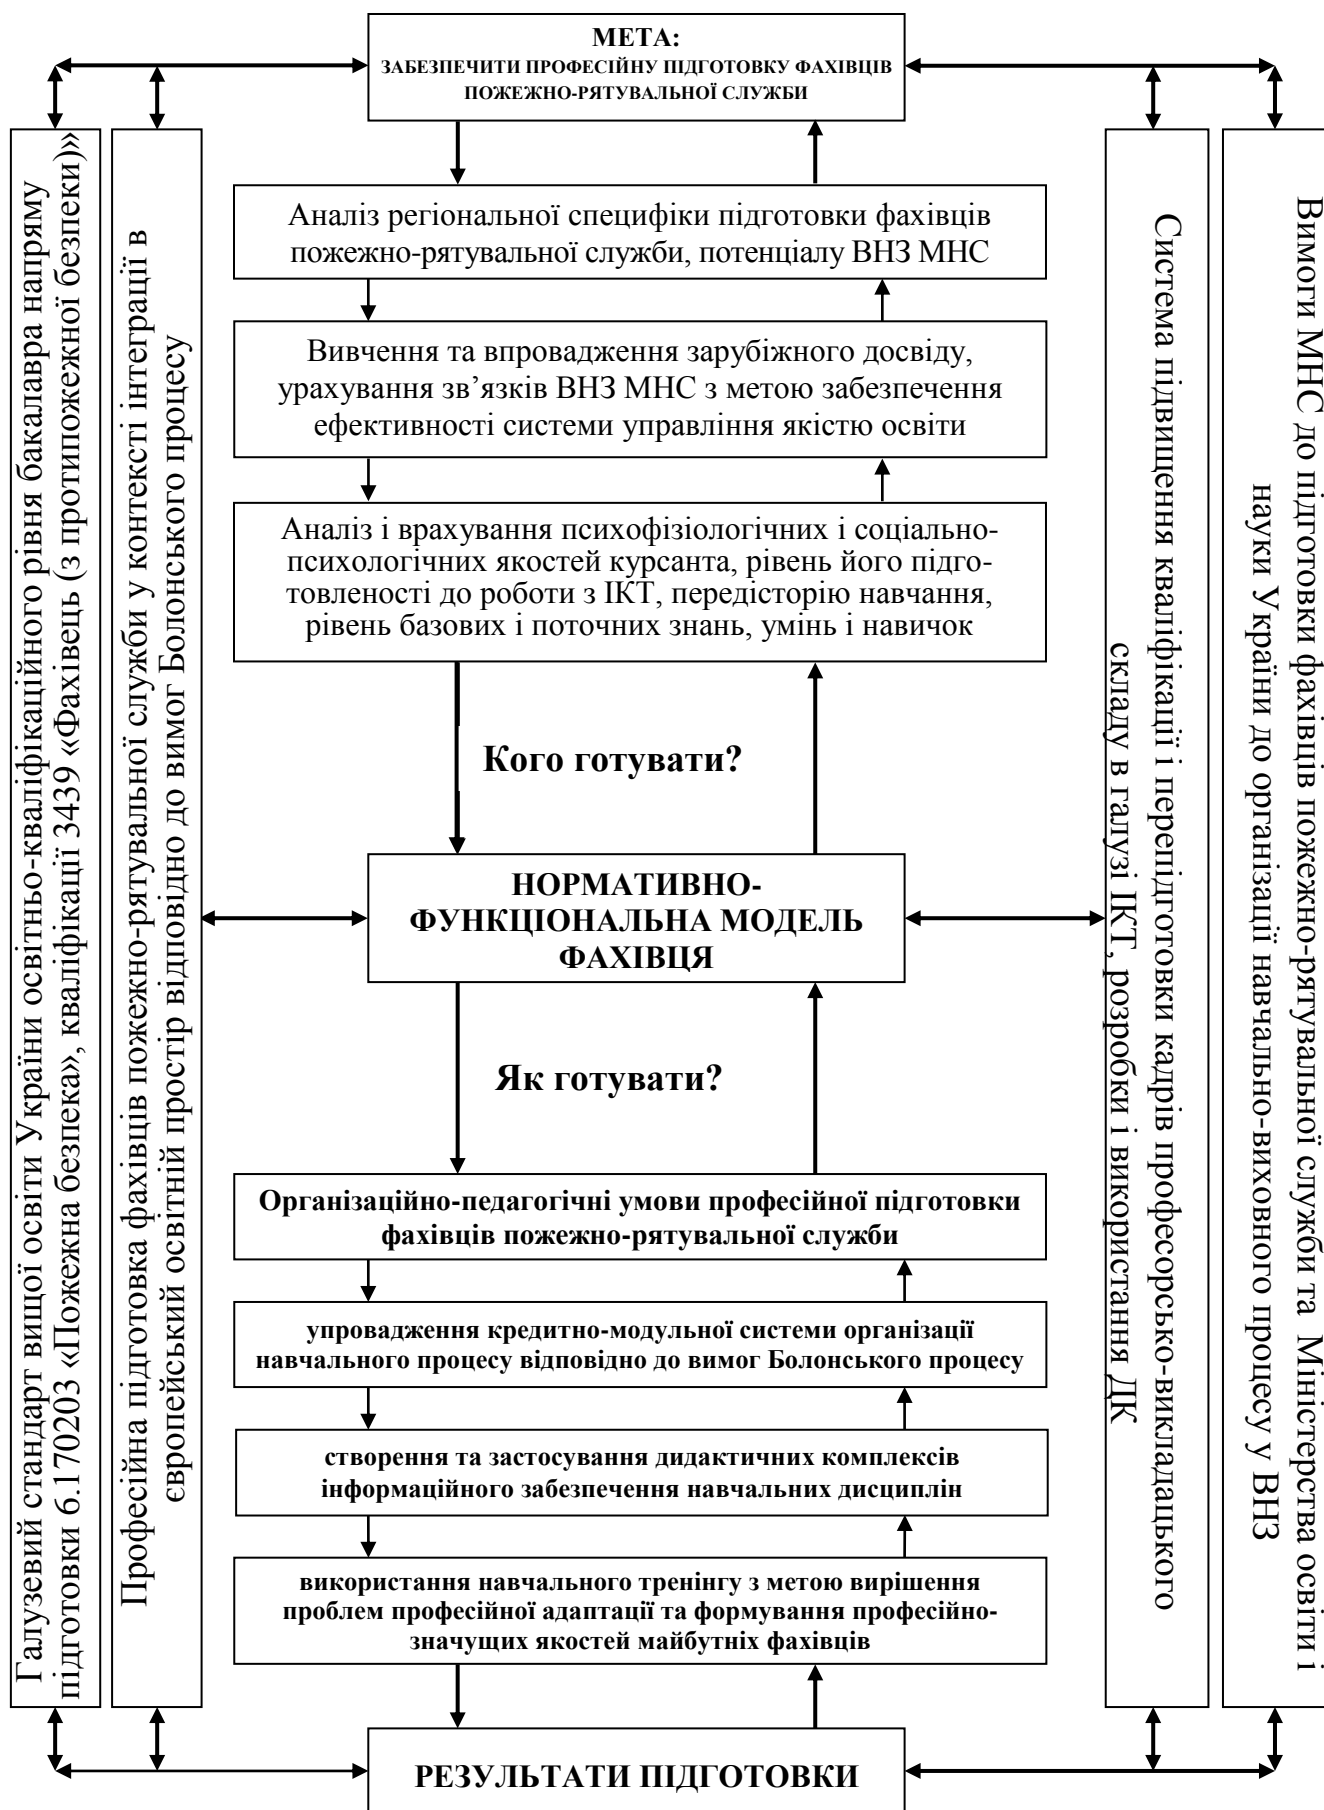 МЕТА:
ЗАБЕЗПЕЧИТИ ПРОФЕСІЙНУ ПІДГОТОВКУ ФАХІВЦІВ
ПОЖЕЖНО-РЯТУВАЛЬНОЇ СЛУЖБИ
Галузевий стандарт вищої освіти України освітньо-кваліфікаційного рівня бакалавра напряму
підготовки 6.170203 «Пожежна безпека», кваліфікації 3439 «Фахівець (з протипожежної безпеки)»
Професійна підготовка фахівців пожежно-рятувальної служби у контексті інтеграції в
європейський освітній простір відповідно до вимог Болонського процесу
Аналіз регіональної специфіки підготовки фахівців
пожежно-рятувальної служби, потенціалу ВНЗ МНС
Вивчення та впровадження зарубіжного досвіду,
урахування зв’язків ВНЗ МНС з метою забезпечення
ефективності системи управління якістю освіти
Аналіз і врахування психофізіологічних і соціально-
психологічних якостей курсанта, рівень його підго-
товленості до роботи з ІКТ, передісторію навчання,
рівень базових і поточних знань, умінь і навичок
Кого готувати?
НОРМАТИВНО-
ФУНКЦІОНАЛЬНА МОДЕЛЬ
ФАХІВЦЯ
Як готувати?
Організаційно-педагогічні умови професійної підготовки
фахівців пожежно-рятувальної служби
упровадження кредитно-модульної системи організації
навчального процесу відповідно до вимог Болонського процесу
створення та застосування дидактичних комплексів
інформаційного забезпечення навчальних дисциплін
використання навчального тренінгу з метою вирішення
проблем професійної адаптації та формування професійно-
значущих якостей майбутніх фахівців
РЕЗУЛЬТАТИ ПІДГОТОВКИ
Система підвищення кваліфікації і перепідготовки кадрів професорсько-викладацького
складу в галузі ІКТ, розробки і використання ДК
Вимоги МНС до підготовки фахівців пожежно-рятувальної служби та Міністерства освіти і
науки України до організації навчально-виховного процесу у ВНЗ